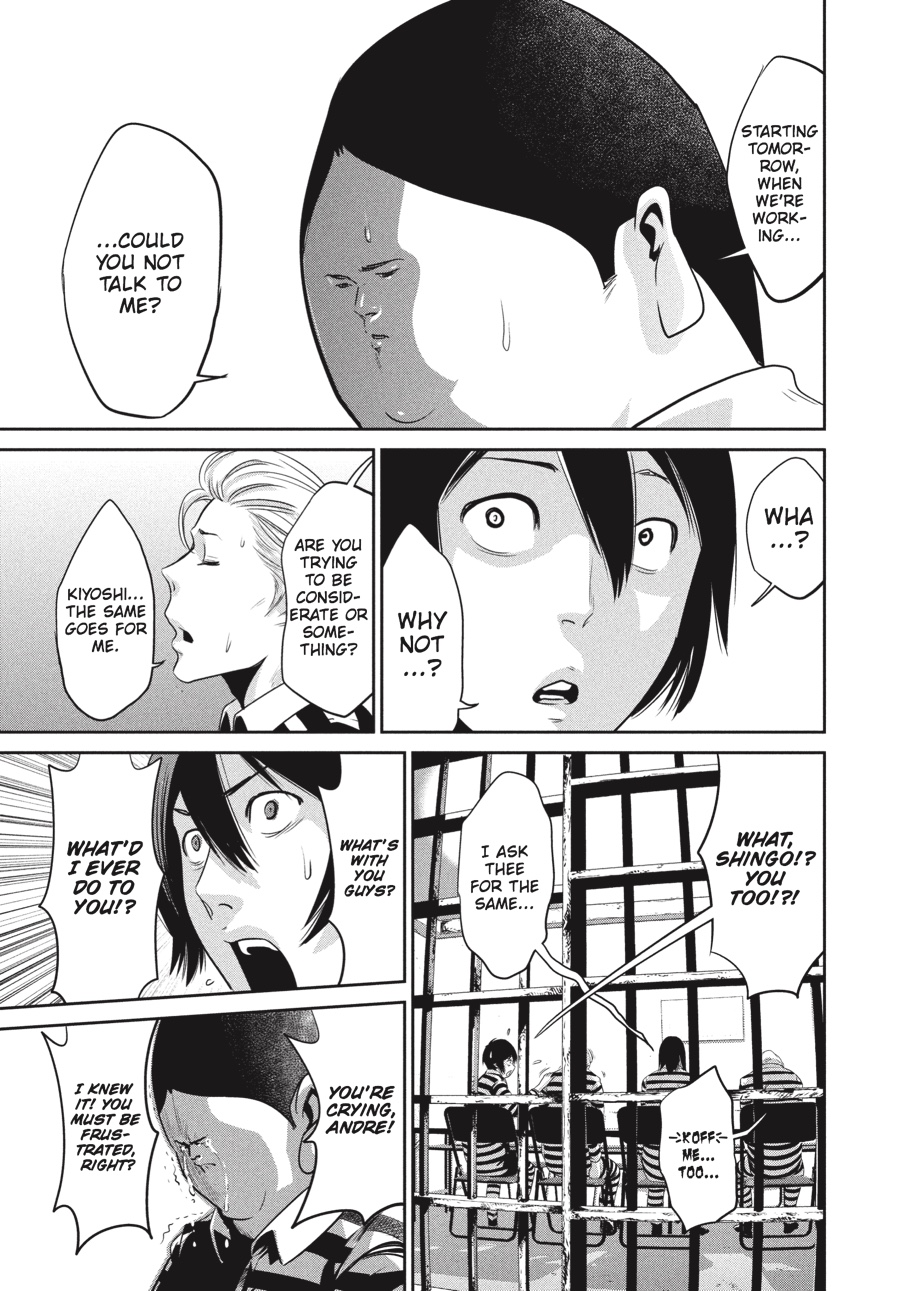 STARTING
TOMOR-
ROW,
WHEN
WE'RE
WORK-
ING...
...COULD
YOU NOT
TALK TO
ME?
WHA
...?
WHY
NOT
...?
ARE YOU
TRYING
TO BE
CONSID-
ERATE OR
SOME-
THING?
KIYOSHI...
THE SAME
GOES FOR
ME.
WHAT,
SHINGO!?
YOU
TOO!?!
I ASK
THEE
FOR THE
SAME...
KOFF
ME...
TOO...
WHAT'S
WITH
YOU
GUYS?
WHAT'D
I EVER
DO TO
YOU!?
YOU'RE
CRYING,
ANDRE!
I KNEW
IT! YOU
MUST BE
FRUS-
TRATED,
RIGHT?